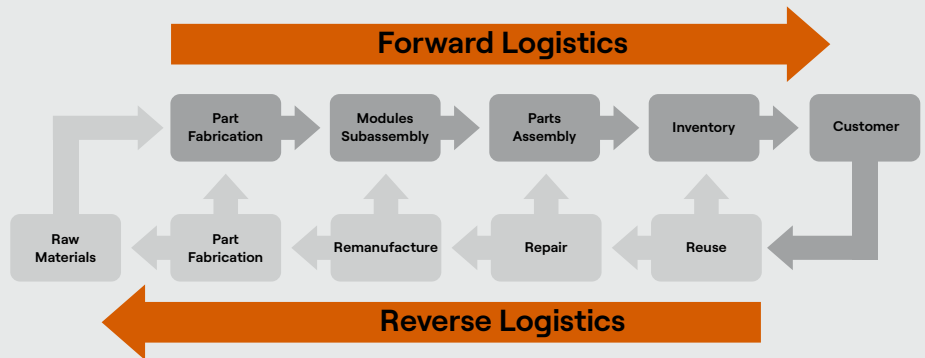 Forward Logistics
Part
Fabrication
Modules
Subassembly
Parts
Assembly
Inventory
Customer
Raw
Materials
Part
Fabrication
Remanufacture
Repair
Reuse
Reverse Logistics